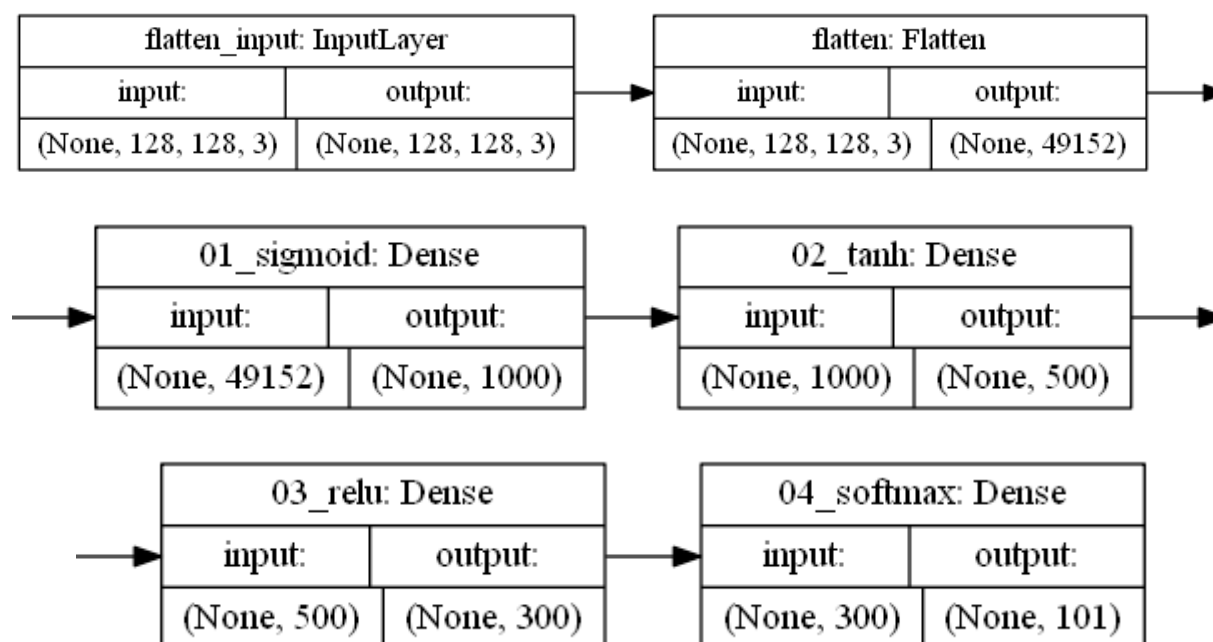 flatten_input: InputLayer
input: output:
(None, 128, 128, 3) (None, 128, 128, 3)
flatten: Flatten
input: output:
(None, 128, 128, 3) (None, 49152)
01_sigmoid: Dense
input: output:
(None, 49152) (None, 1000)
02_tanh: Dense
input: output:
(None, 1000) (None, 500)
03_relu: Dense
input: output:
(None, 500) (None, 300)
04_softmax: Dense
input: output:
(None, 300) (None, 101)